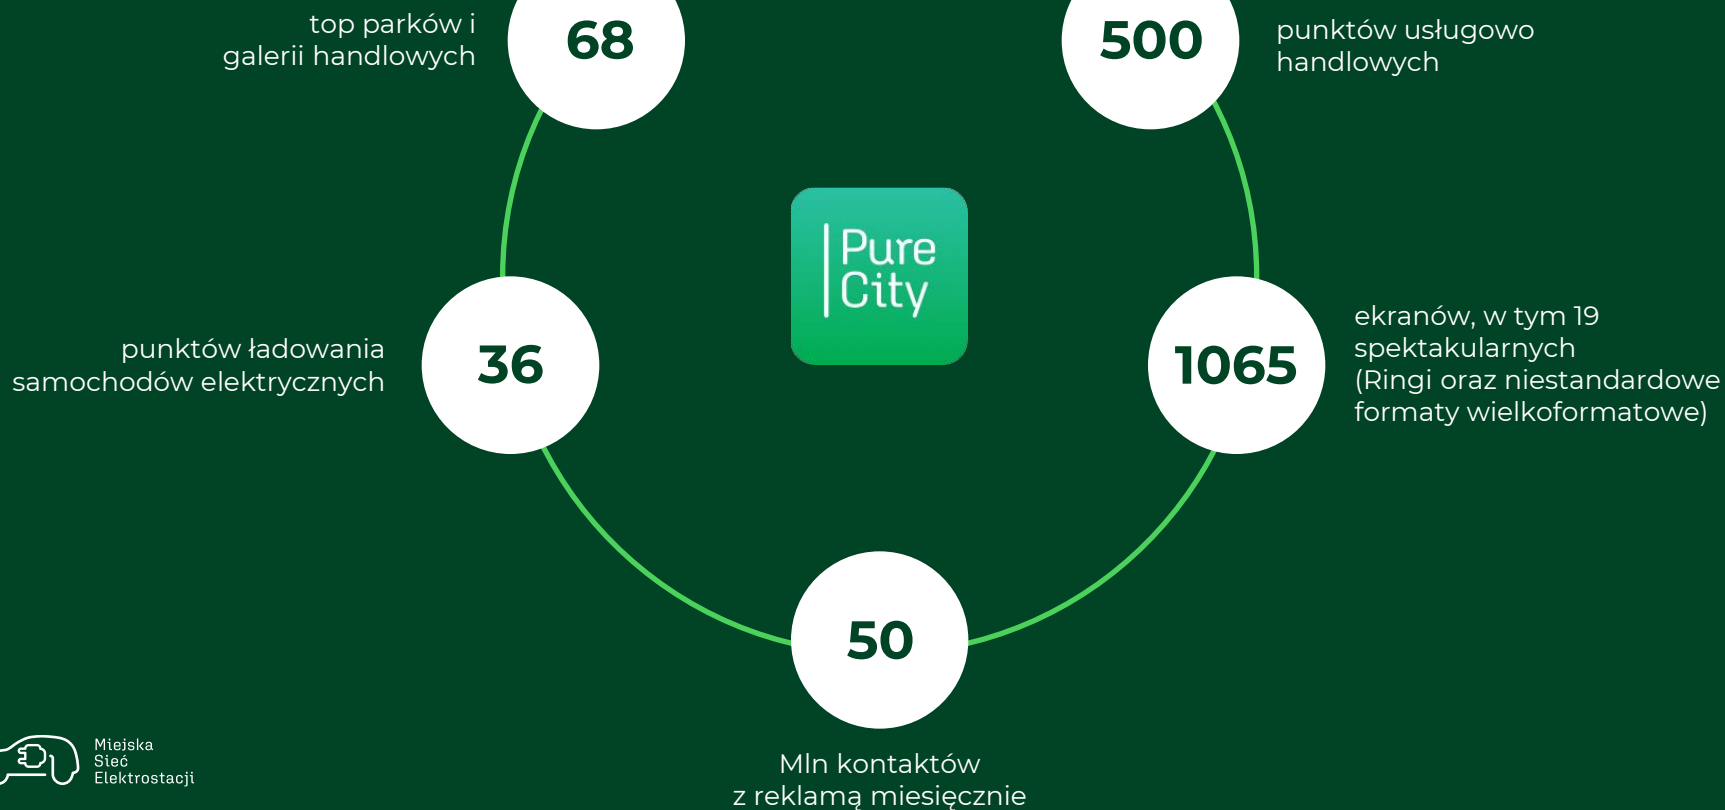 top parków i
galerii handlowych
68
500
punktów usługowo
handlowych
Pure
City
punktów ładowania
samochodów elektrycznych
36
1065
ekranów, w tym 19
spektakularnych
(Ringi oraz niestandardowe
formaty wielkoformatowe)
50
Mln kontaktów
z reklamą miesięcznie
Miejska
Sieć
Elektrostacji